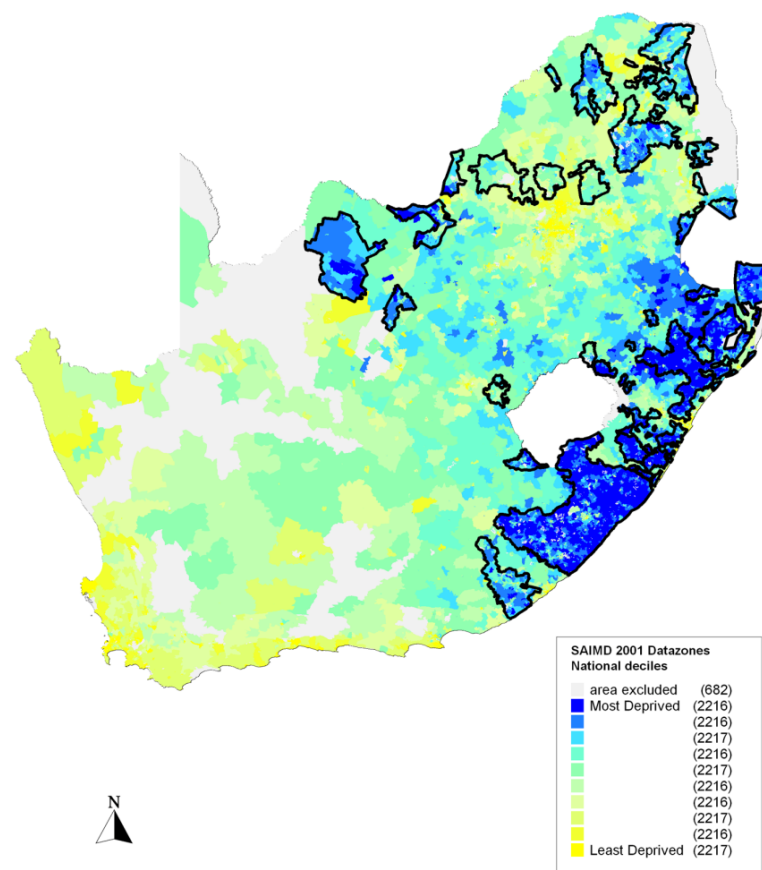 SAIMD 2001 Datazones
National deciles
area excluded (682)
Most Deprived (2216)
(2216)
(2217)
(2216)
(2217)
(2216)
(2216)
(2217)
(2216)
Least Deprived (2217)
N